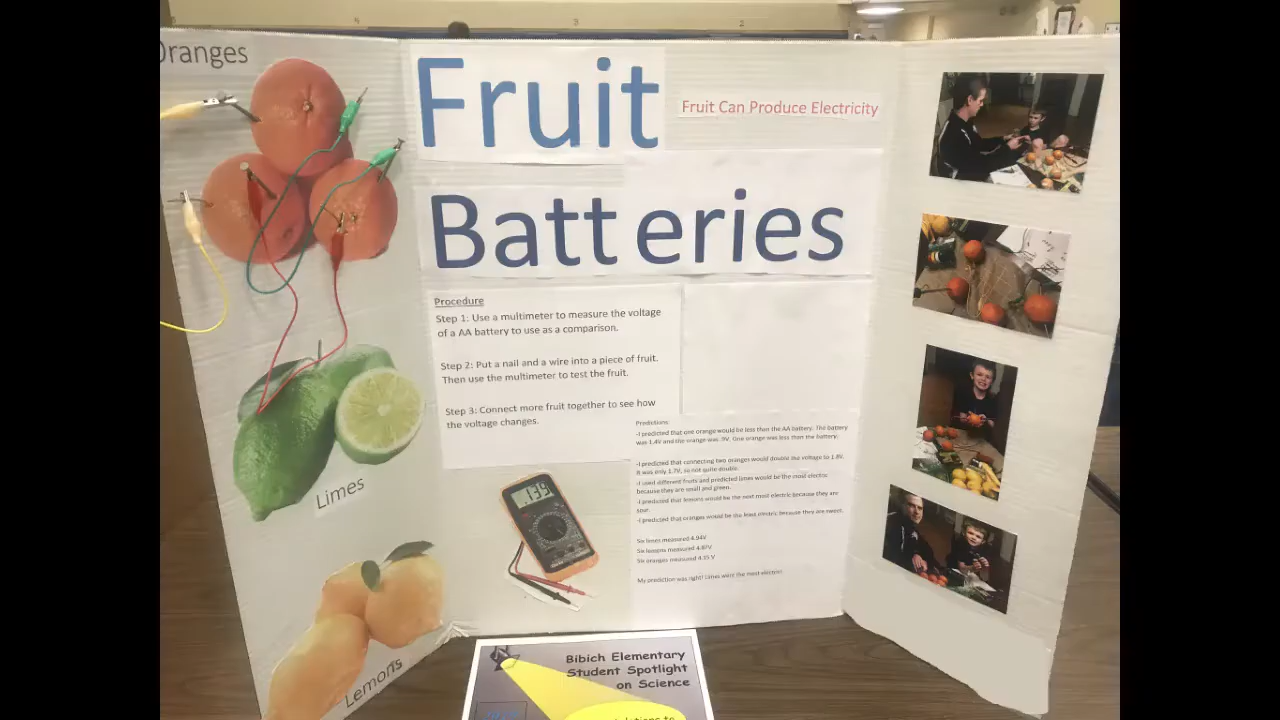 Oranges
Fruit
Fruit Can Produce Electricity
Batteries
Procedure
Step 1: Use a multimeter to measure the voltage
of a AA battery to use as a comparison.
Step 2: Put a nail and a wire into a piece of fruit.
Then use the multimeter to test the fruit.
Step 3: Connect more fruit together to see how
the voltage changes.
Predictions:
-I predicted that one orange would be less than the AA battery. The battery
was 1.4V and the orange was .9V. One orange was less than the battery.
-I predicted that connecting two oranges would double the voltage to 1.8V.
It was only 1.7V, so not quite double.
-I used different fruits and predicted limes would be the most electric
because they are small and green.
-I predicted that lemons would be the next most electric because they are
sour.
-I predicted that oranges would be the least electric because they are sweet.
Six limes measured 4.94V
Six lemons measured 4.87V
Six oranges measured 4.15 V
My prediction was right! Limes were the most electric!
139
Limes
Lemons
Bibich Elementary
Student Spotlight
on Science